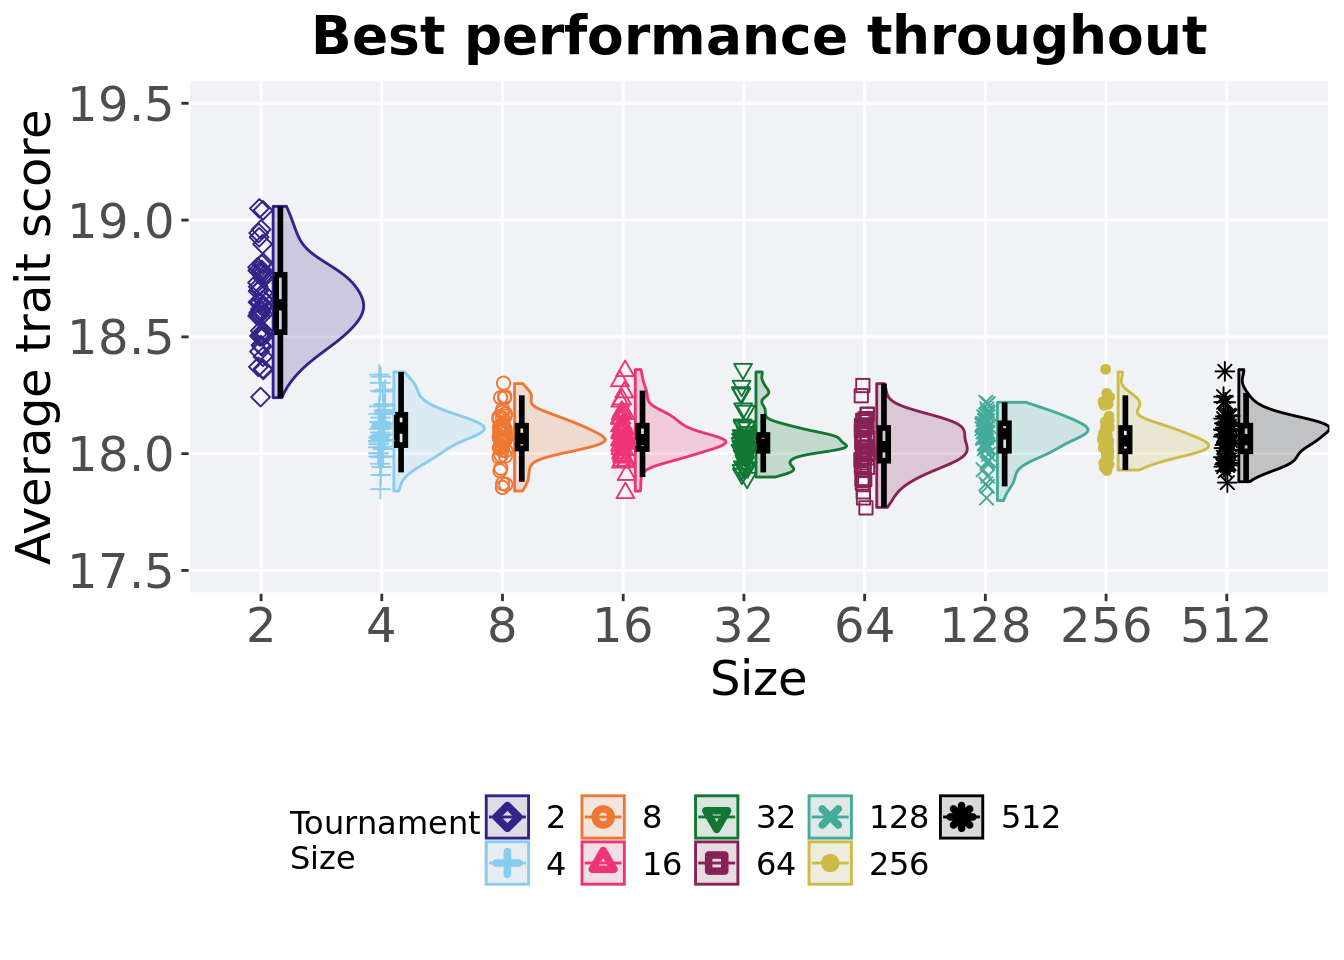 Best performance throughout
Average trait score
19.5
19.0
18.5
18.0
17.5
2 4 8 16 32 64 128 256 512
Size
Tournament
Size
2 8 32 128 512
4 16 64 256